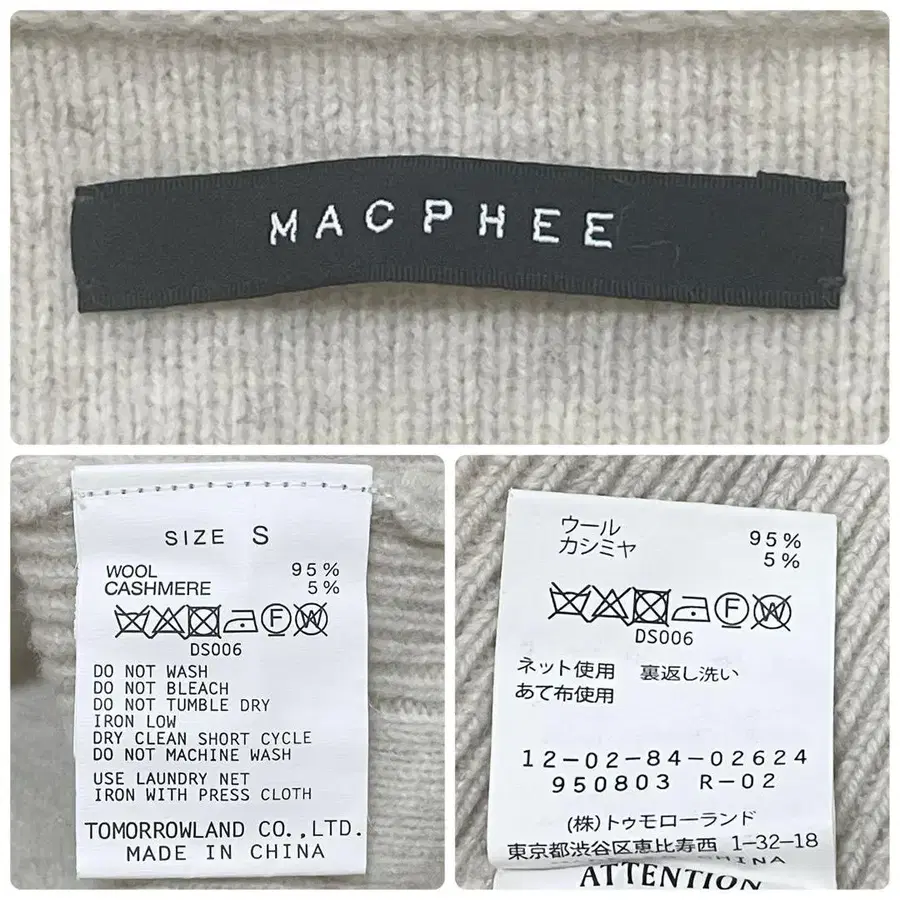 MACPHEE
SIZE S
WOOL 95%
CASHMERE 5%
F W
DS006
DO NOT WASH
DO NOT BLEACH
DO NOT TUMBLE DRY
IRON LOW
DRY CLEAN SHORT CYCLE
DO NOT MACHINE WASH
USE LAUNDRY NET
IRON WITH PRESS CLOTH
TOMORROWLAND CO.,LTD.
MADE IN CHINA
ウール 95%
カシミヤ 5%
F W
DS006
ネット使用 裏返し洗い
あて布使用
12-02-84-02624
950803 R-02
(株)トゥモローランド
東京都渋谷区恵比寿西 1-32-18
CHINA
ATTENTION